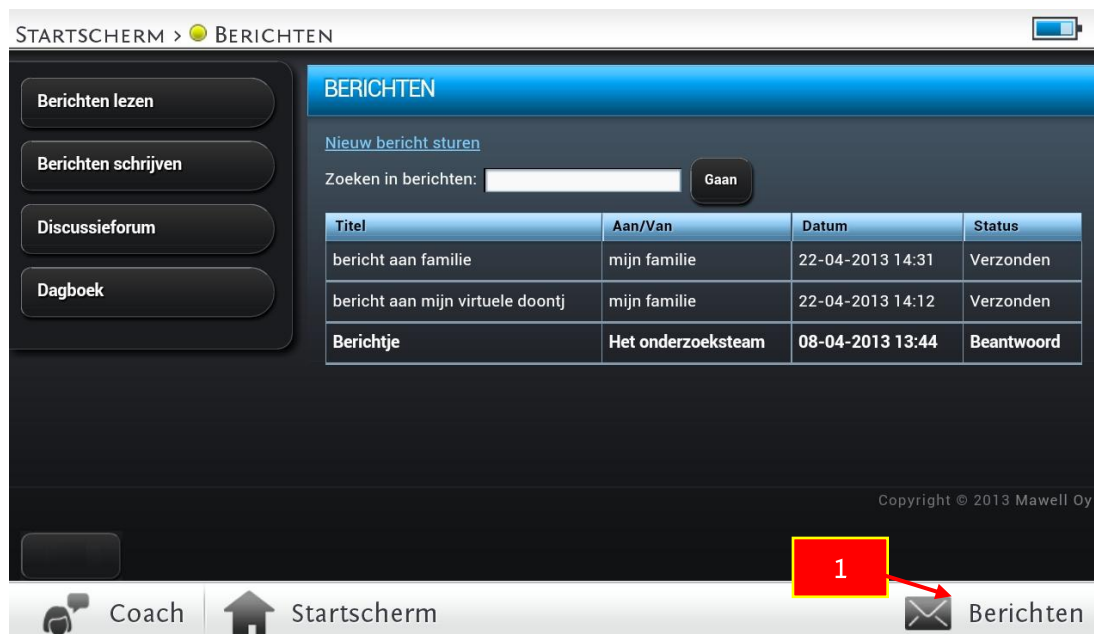 STARTSCHERM > BERICHTEN
Berichten lezen
Berichten schrijven
Discussieforum
Dagboek
BERICHTEN
Nieuw bericht sturen
Zoeken in berichten: Gaan
Titel Aan/Van Datum Status
bericht aan familie mijn familie 22-04-2013 14:31 Verzonden
bericht aan mijn virtuele doontj mijn familie 22-04-2013 14:12 Verzonden
Berichtje Het onderzoeksteam 08-04-2013 13:44 Beantwoord
Copyright © 2013 Mawell Oy
1
Coach Startscherm Berichten